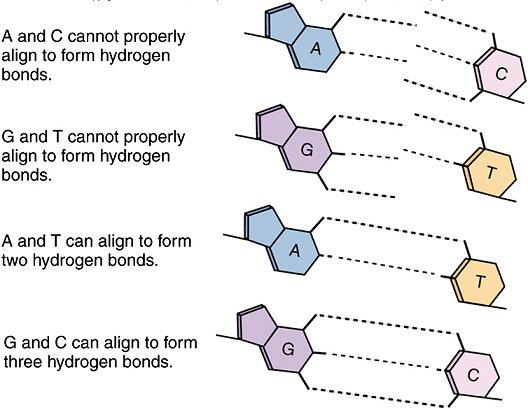 A and C cannot properly
align to form hydrogen
bonds.
A
C
G and T cannot properly
align to form hydrogen
bonds.
G
T
A and T can align to form
two hydrogen bonds.
A
T
G and C can align to form
three hydrogen bonds.
G
C